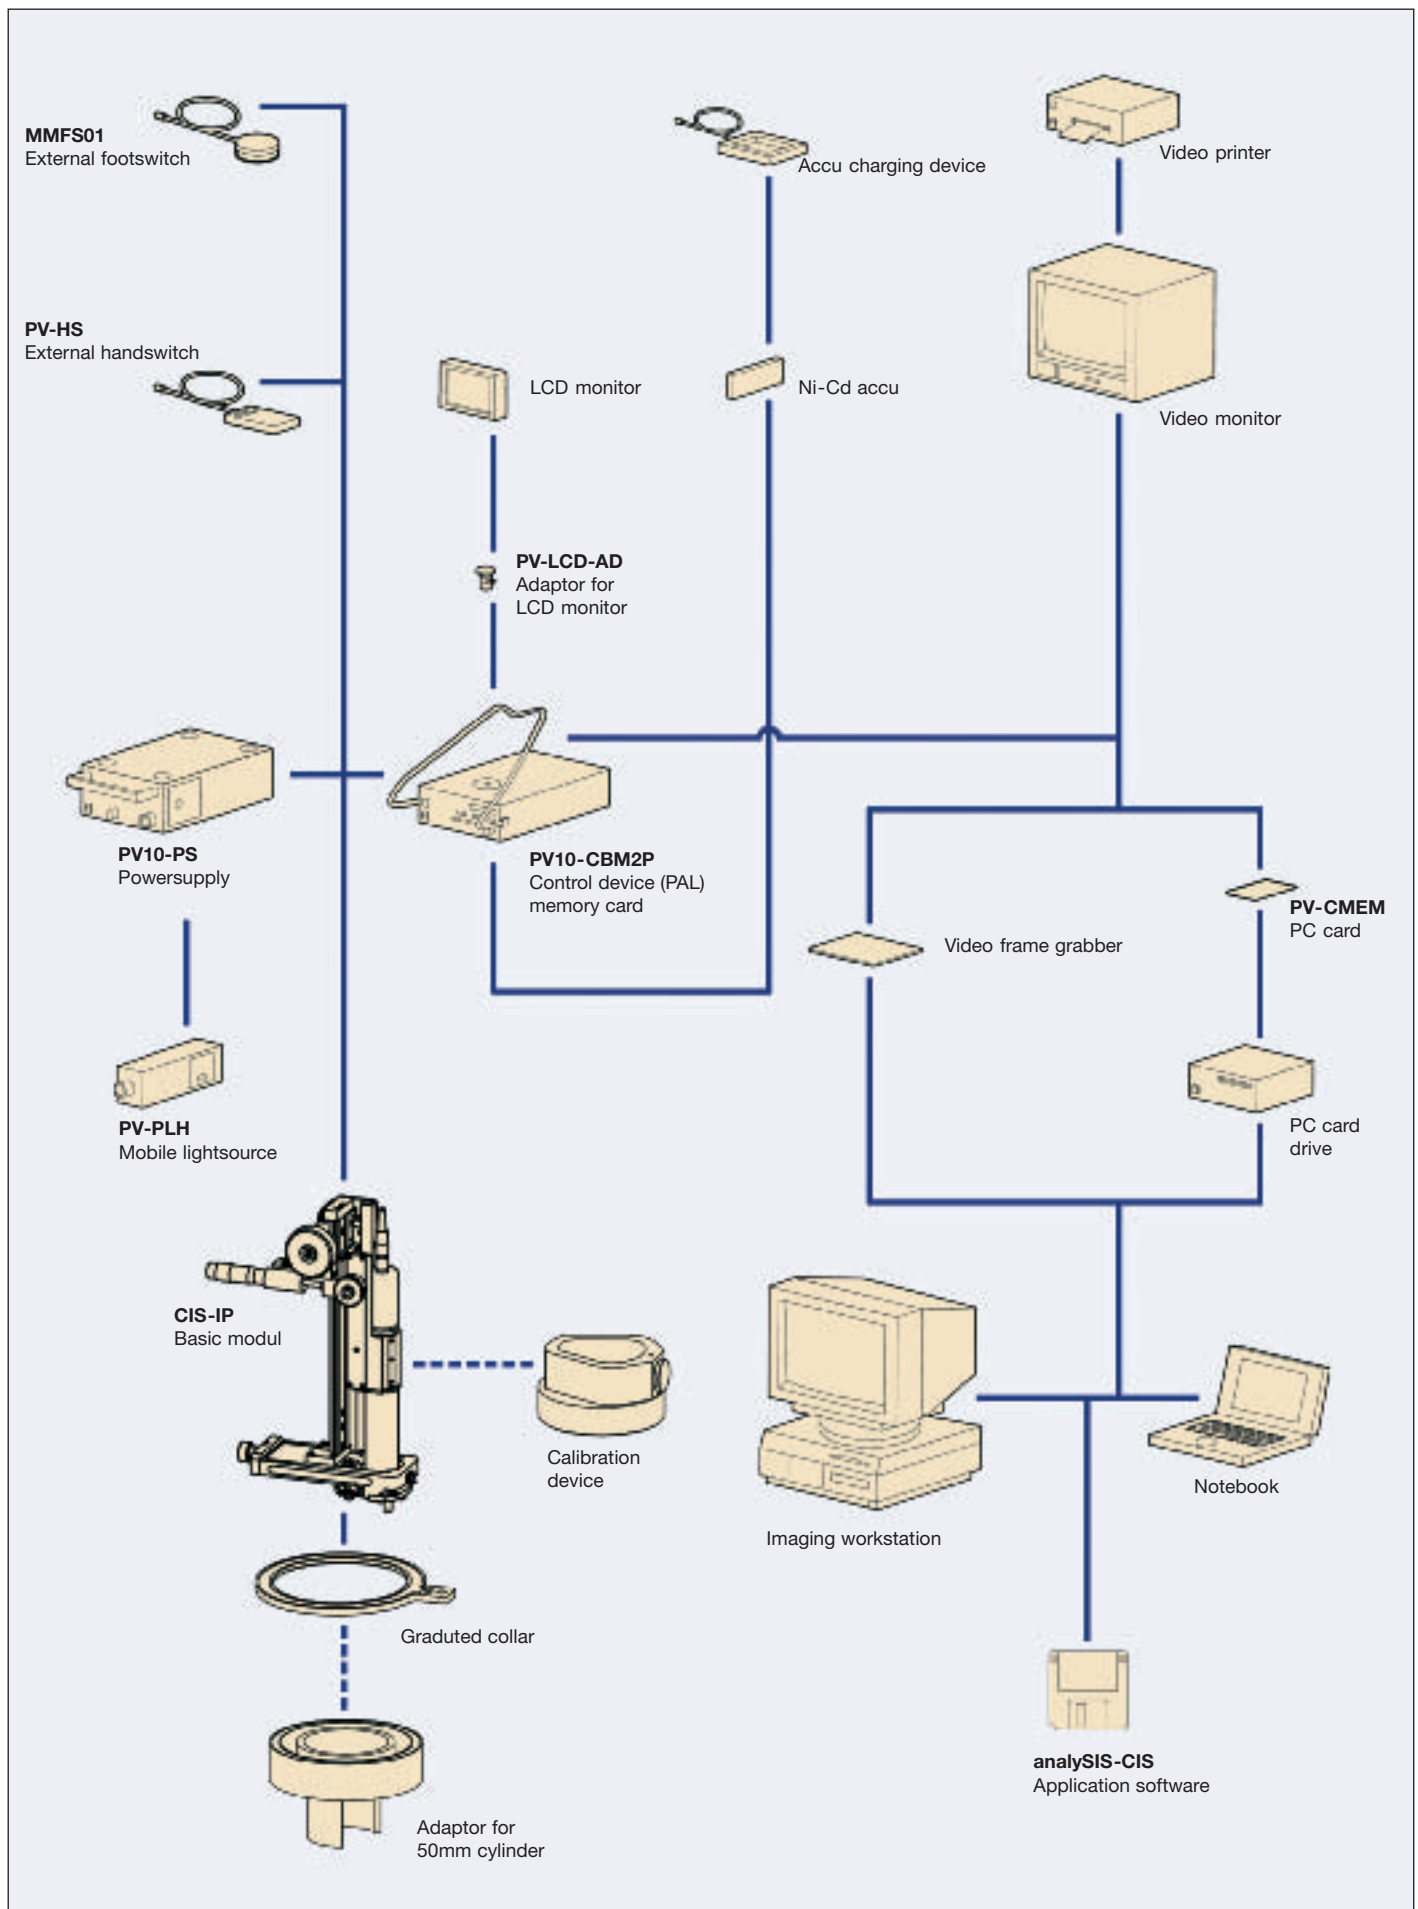 MMFS01
External footswitch
Accu charging device
Video printer
PV-HS
External handswitch
LCD monitor
Ni-Cd accu
Video monitor
PV-LCD-AD
Adaptor for
LCD monitor
PV10-PS
Powersupply
PV10-CBM2P
Control device (PAL)
memory card
PV-CMEM
PC card
Video frame grabber
PV-PLH
Mobile lightsource
PC card
drive
CIS-IP
Basic modul
Calibration
device
Notebook
Imaging workstation
Graduted collar
analySIS-CIS
Application software
Adaptor for
50mm cylinder